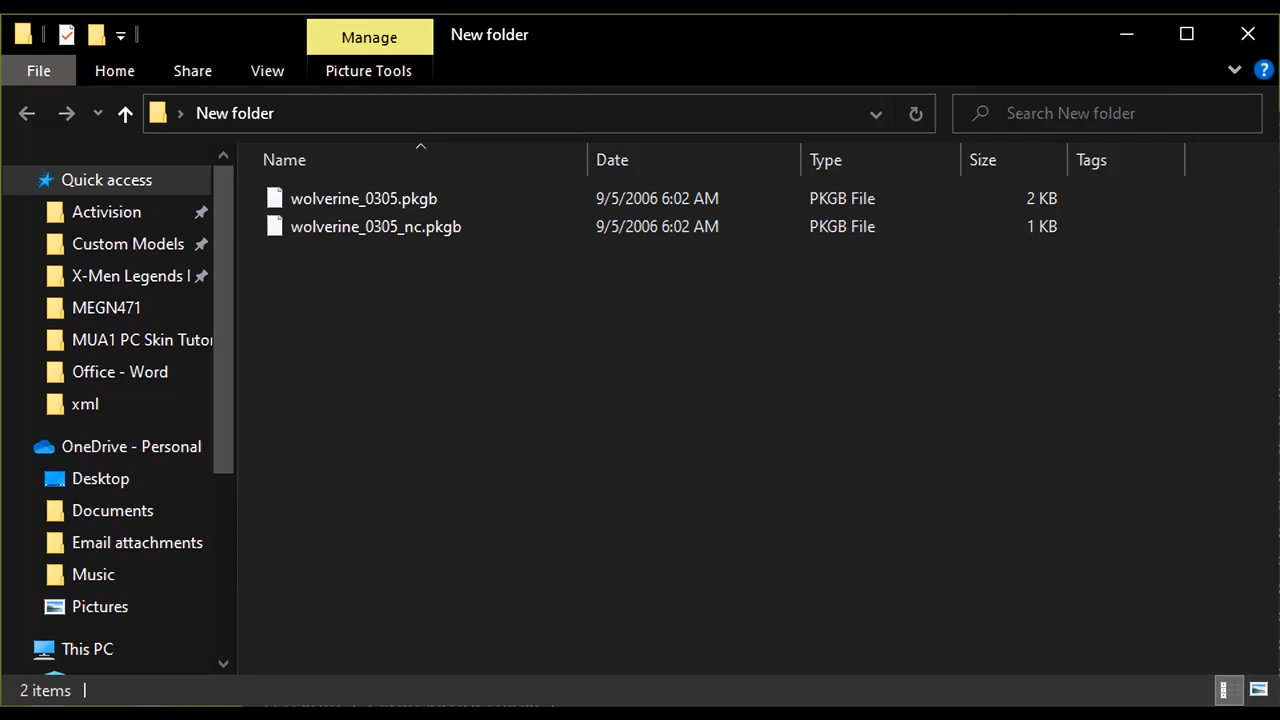 Manage
New folder
File
Home
Share
View
Picture Tools
New folder
Search New folder
Name
Date
Type
Size
Tags
wolverine_0305.pkgb
9/5/2006 6:02 AM
PKGB File
2 KB
wolverine_0305_nc.pkgb
9/5/2006 6:02 AM
PKGB File
1 KB
Quick access
Activision
Custom Models
X-Men Legends I
MEGN471
MUA1 PC Skin Tutor
Office - Word
xml
OneDrive - Personal
Desktop
Documents
Email attachments
Music
Pictures
This PC
2 items